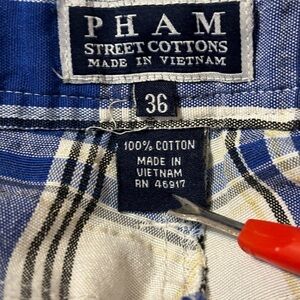 PHAM
STREET COTTONS
MADE IN VIETNAM
36
100% COTTON
MADE IN
VIETNAM
RN 46917